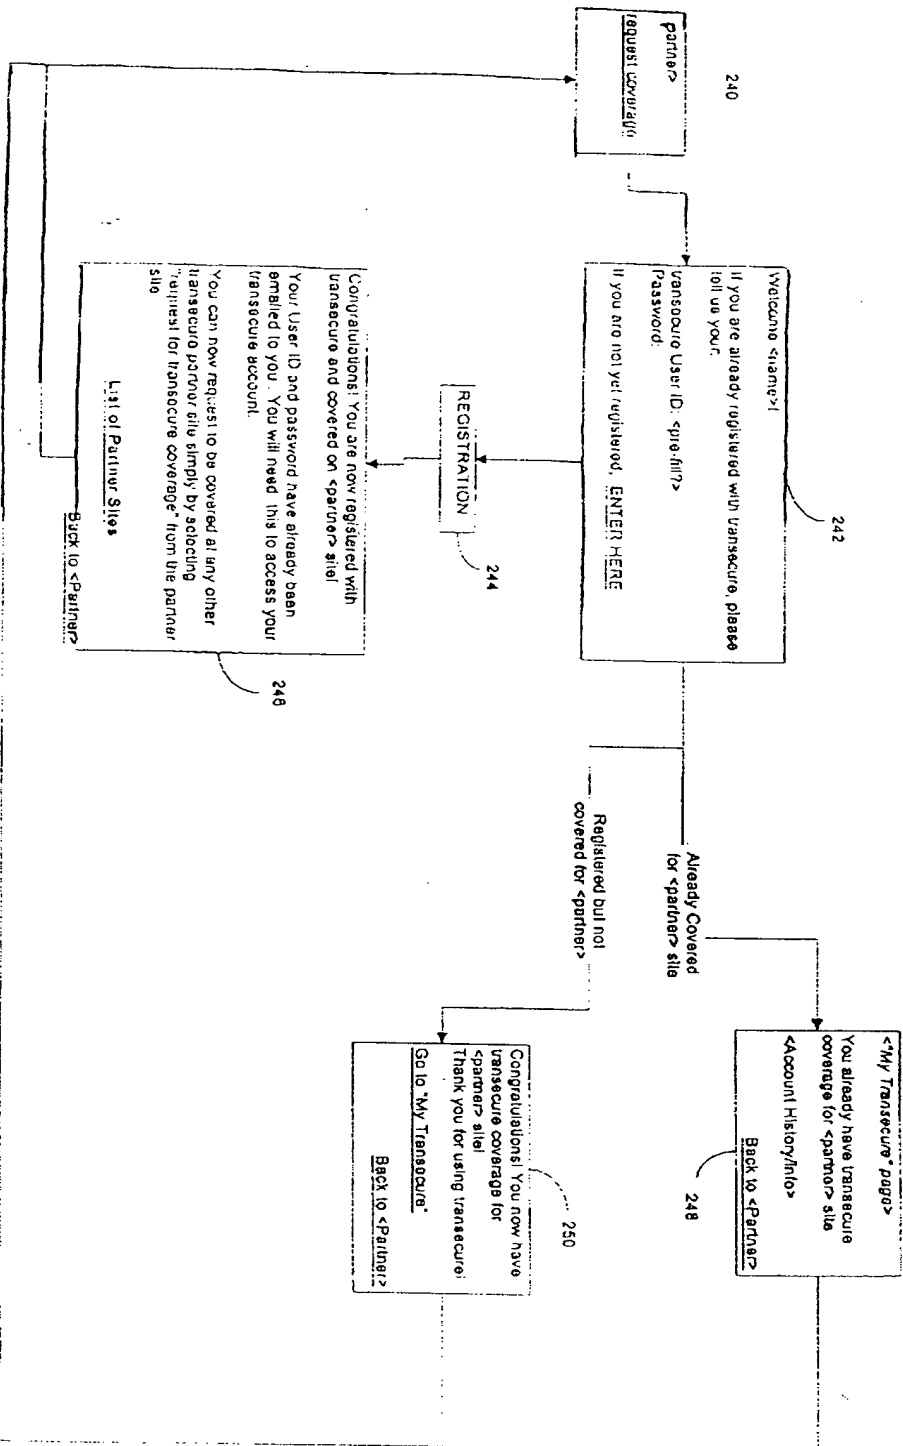 240
partner>
request coverage
Welcome <name>!
If you are already registered with transecure, please
tell us your,
transecure User ID: <pre-fill?>
Password:
If you are not yet registered, ENTER HERE
242
REGISTRATION
244
Congratulations! You are now registered with
transecure and covered on <partner> site!
Your User ID and password have already been
emailed to you. You will need this to access your
transecure account.
You can now request to be covered at any other
transecure partner site simply by selecting
"request for transecure coverage" from the partner
site
List of Partner Sites
Back to <Partner>
246
Already Covered
for <partner> site
Registered but not
covered for <partner>
<"My Transecure" page>
You already have transecure
coverage for <partner> site
<Account History/Info>
Back to <Partner>
248
Congratulations! You now have
transecure coverage for
<partner> site!
Thank you for using transecure!
Go to "My Transecure"
Back to <Partner>
250